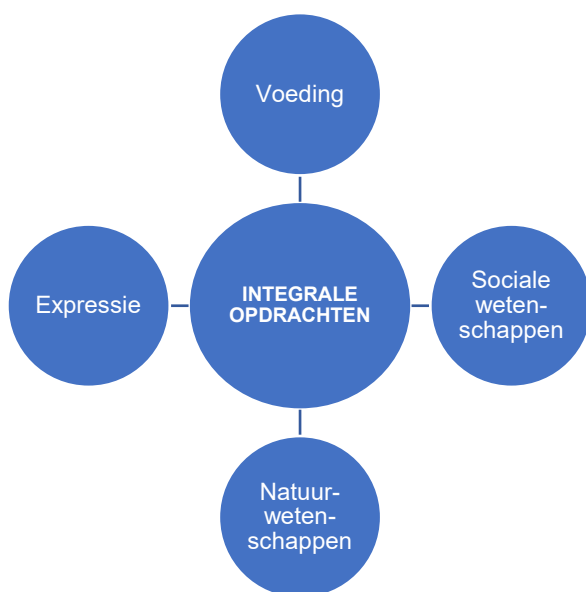 Voeding
Expressie
INTEGRALE
OPDRACHTEN
Sociale
weten-
schappen
Natuur-
weten-
schappen